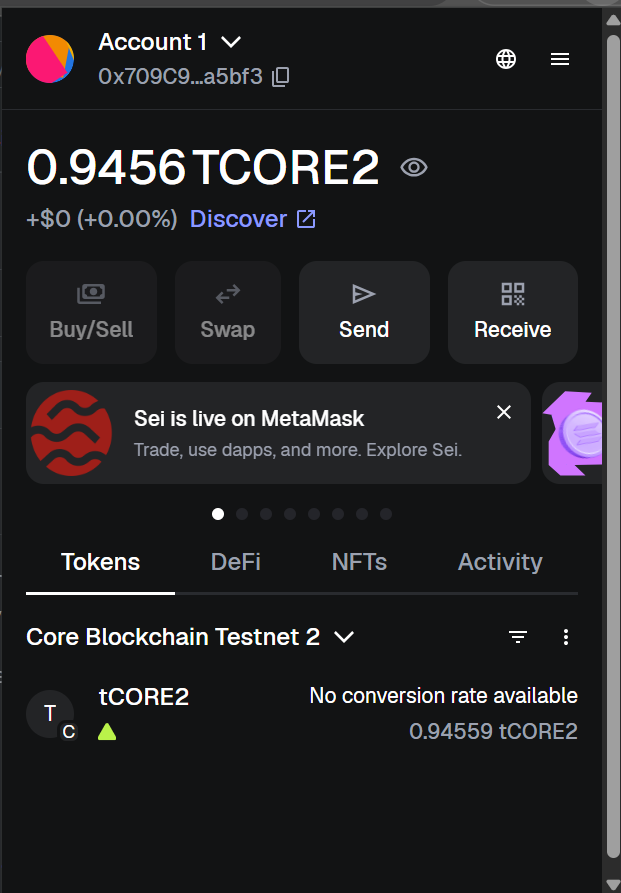 Account 1
0x709C9...a5bf3
0.9456 TCORE2
+$0 (+0.00%) Discover
Buy/Sell
Swap
Send
Receive
Sei is live on MetaMask
Trade, use dapps, and more. Explore Sei.
Tokens
DeFi
NFTs
Activity
Core Blockchain Testnet 2
T
C
tCORE2
No conversion rate available
0.94559 tCORE2